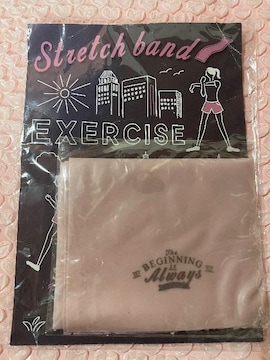 Stretch band
EXERCISE
The
BEGINNING
is
Always